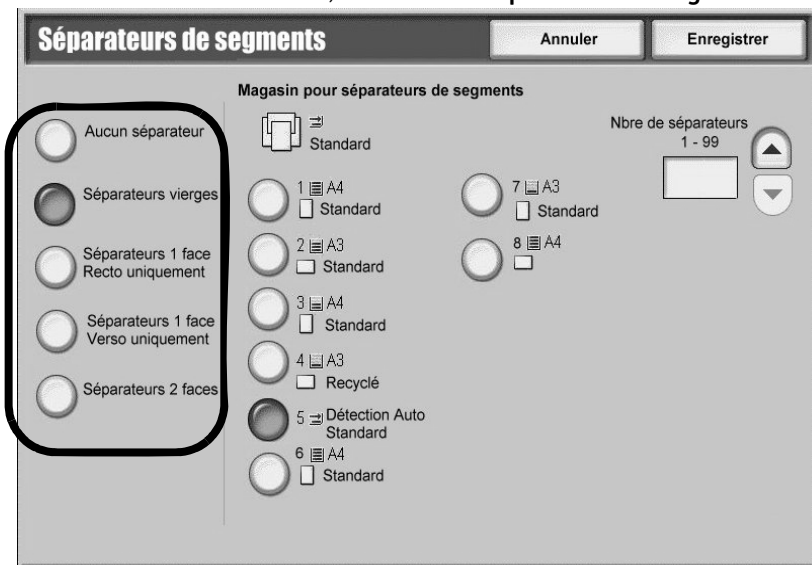 Séparateurs de segments
Annuler
Enregistrer
Aucun séparateur
Séparateurs vierges
Séparateurs 1 face
Recto uniquement
Séparateurs 1 face
Verso uniquement
Séparateurs 2 faces
Magasin pour séparateurs de segments
Standard
1 A4
Standard
2 A3
Standard
3 A4
Standard
4 A3
Recyclé
5 Détection Auto
Standard
6 A4
Standard
7 A3
Standard
8 A4
Nbre de séparateurs
1 - 99